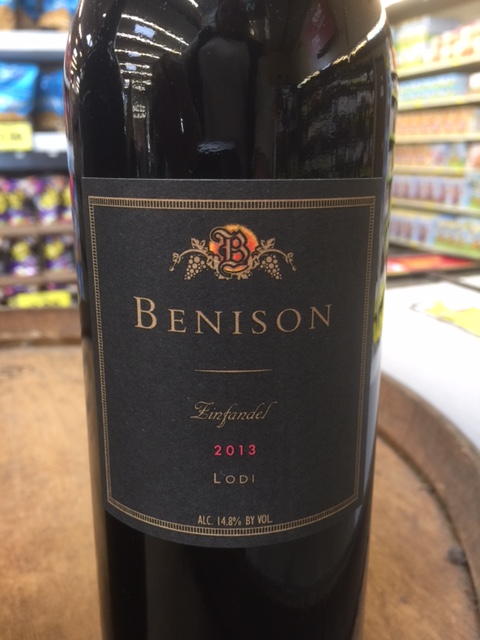 B
BENISON
Zinfandel
2013
LODI
ALC. 14.8% BY VOL.